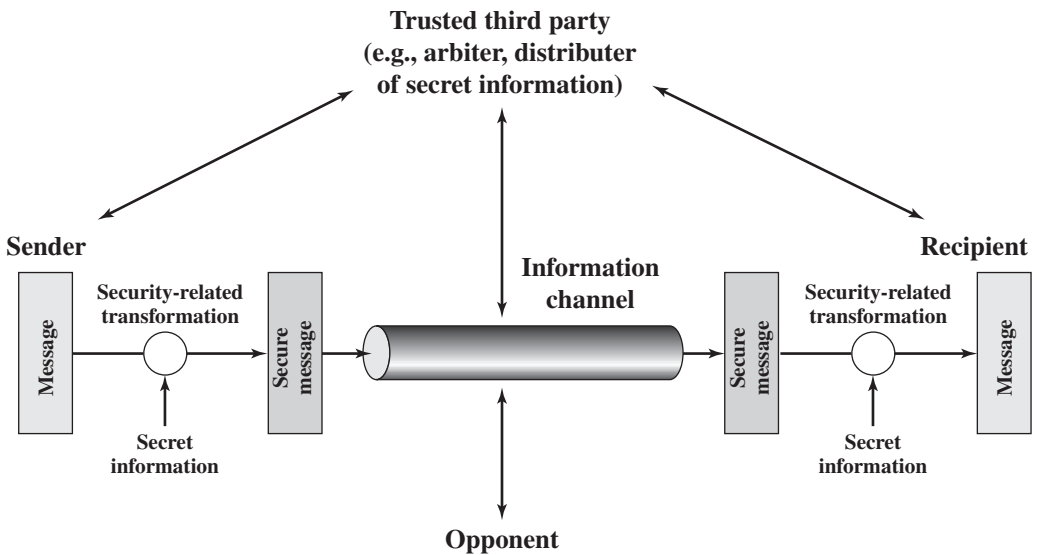 Trusted third party
(e.g., arbiter, distributer
of secret information)
Sender
Recipient
Information
channel
Security-related
transformation
Security-related
transformation
Message
Secure
message
Secure
message
Message
Secret
information
Secret
information
Opponent